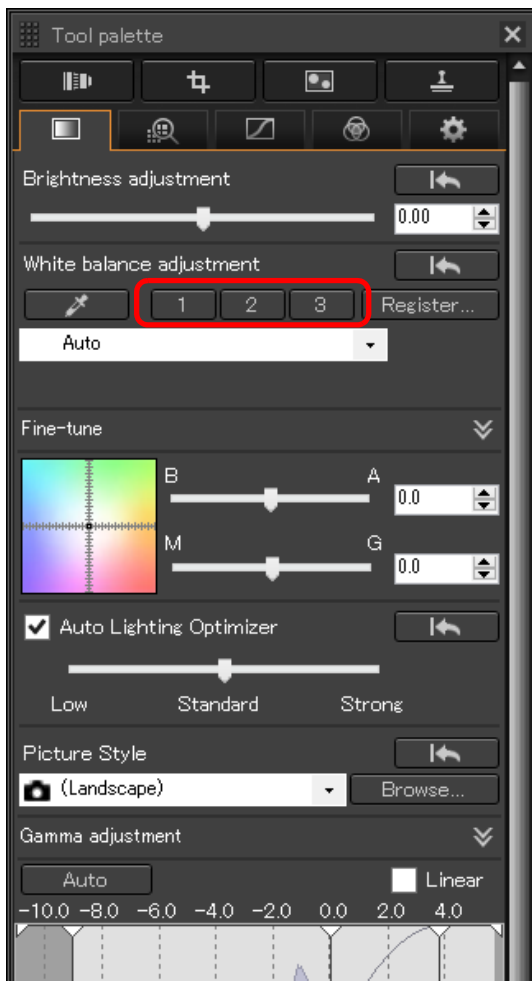 Tool palette
Brightness adjustment
0.00
White balance adjustment
1 2 3 Register...
Auto
Fine-tune
B A
0.0
M G
0.0
Auto Lighting Optimizer
Low Standard Strong
Picture Style
(Landscape) Browse...
Gamma adjustment
Auto Linear
-10.0 -8.0 -6.0 -4.0 -2.0 0.0 2.0 4.0